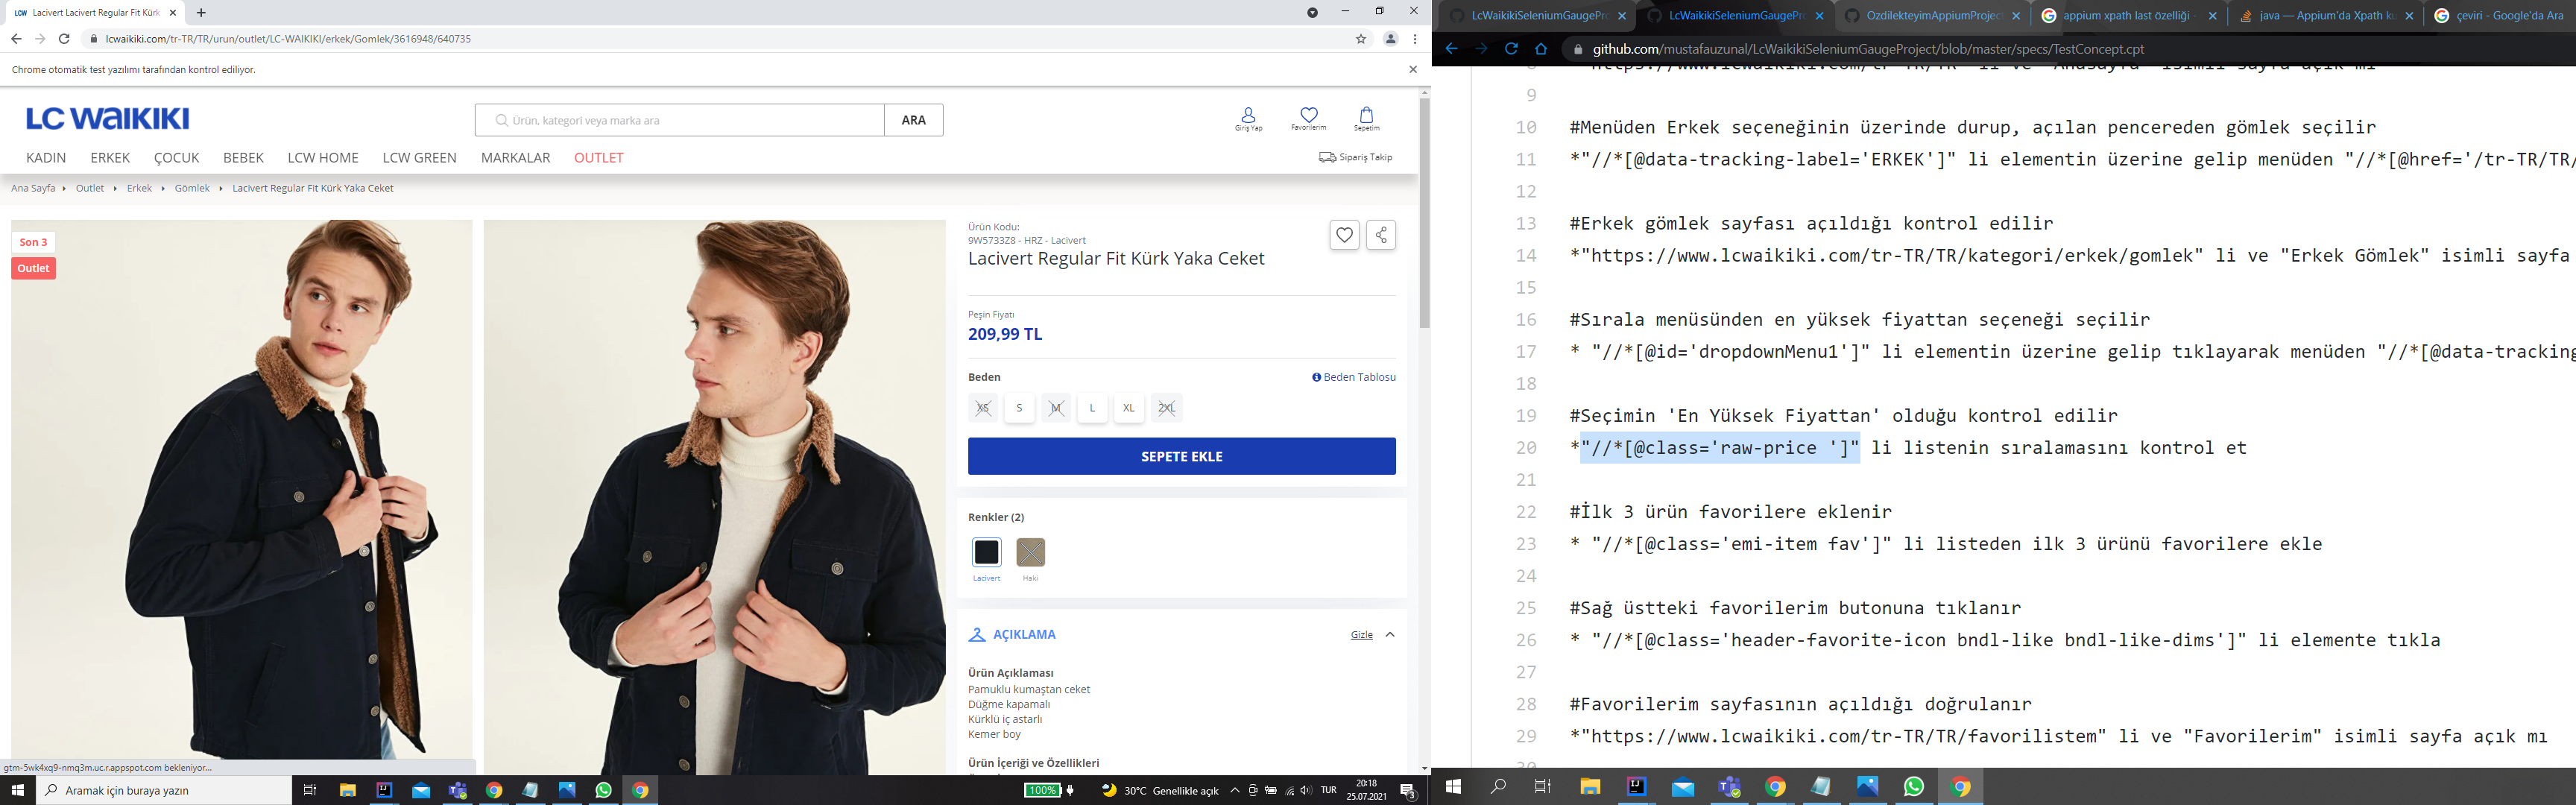 LCW Lacivert Lacivert Regular Fit Kürk
lcwaikiki.com/tr-TR/TR/urun/outlet/LC-WAIKIKI/erkek/Gomlek/3616948/640735
Chrome otomatik test yazılımı tarafından kontrol ediliyor.
LC WAIKIKI
Ürün, kategori veya marka ara
ARA
Giriş Yap
Favorilerim
Sepetim
KADIN ERKEK ÇOCUK BEBEK LCW HOME LCW GREEN MARKALAR OUTLET
Sipariş Takip
Ana Sayfa Outlet Erkek Gömlek Lacivert Regular Fit Kürk Yaka Ceket
Son 3
Outlet
Ürün Kodu:
9W5733Z8 - HRZ - Lacivert
Lacivert Regular Fit Kürk Yaka Ceket
Peşin Fiyatı
209,99 TL
Beden
Beden Tablosu
XS S M L XL 2XL
SEPETE EKLE
Renkler (2)
Lacivert Haki
AÇIKLAMA
Gizle
Ürün Açıklaması
Pamuklu kumaştan ceket
Düğme kapamalı
Kürklü iç astarlı
Kemer boy
Ürün İçeriği ve Özellikleri
gtm-5wk4xq9-nmq3m.uc.r.appspot.com bekleniyor...
Aramak için buraya yazın
100%
30°C Genellikle açık
TUR
20:18
25.07.2021
3
LcWaikikiSeleniumGaugePro
LcWaikikiSeleniumGaugePro
OzdilekteyimAppiumProject
appium xpath last özelliği -
java — Appium'da Xpath ku
çeviri - Google'da Ara
github.com/mustafauzunal/LcWaikikiSeleniumGaugeProject/blob/master/specs/TestConcept.cpt
9
10 #Menüden Erkek seçeneğinin üzerinde durup, açılan pencereden gömlek seçilir
11 *"//*[@data-tracking-label='ERKEK']" li elementin üzerine gelip menüden "//*[@href='/tr-TR/TR/
12
13 #Erkek gömlek sayfası açıldığı kontrol edilir
14 *"https://www.lcwaikiki.com/tr-TR/TR/kategori/erkek/gomlek" li ve "Erkek Gömlek" isimli sayfa
15
16 #Sırala menüsünden en yüksek fiyattan seçeneği seçilir
17 * "//*[@id='dropdownMenu1']" li elementin üzerine gelip tıklayarak menüden "//*[@data-tracking
18
19 #Seçimin 'En Yüksek Fiyattan' olduğu kontrol edilir
20 *"//*[@class='raw-price ']" li listenin sıralamasını kontrol et
21
22 #İlk 3 ürün favorilere eklenir
23 * "//*[@class='emi-item fav']" li listeden ilk 3 ürünü favorilere ekle
24
25 #Sağ üstteki favorilerim butonuna tıklanır
26 * "//*[@class='header-favorite-icon bndl-like bndl-like-dims']" li elemente tıkla
27
28 #Favorilerim sayfasının açıldığı doğrulanır
29 *"https://www.lcwaikiki.com/tr-TR/TR/favorilistem" li ve "Favorilerim" isimli sayfa açık mı